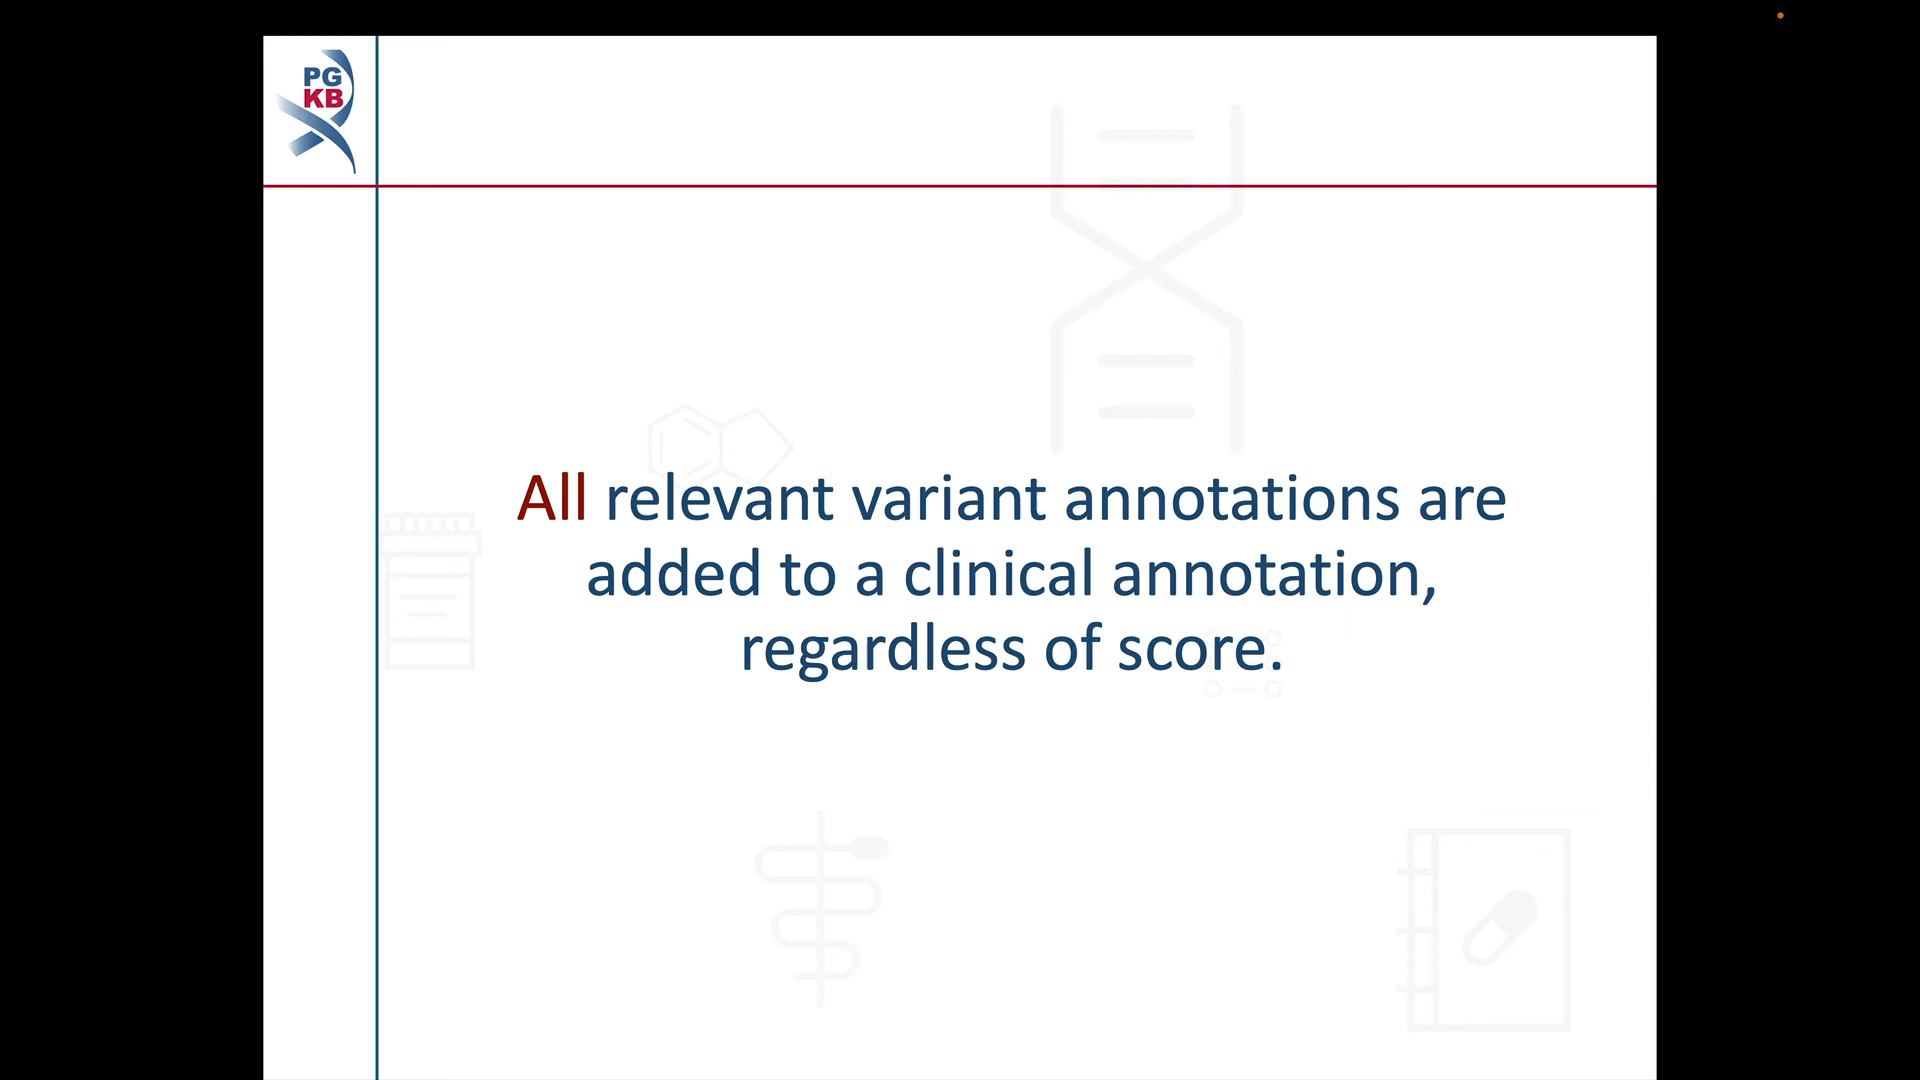 PG
KB
All relevant variant annotations are
added to a clinical annotation,
regardless of score.